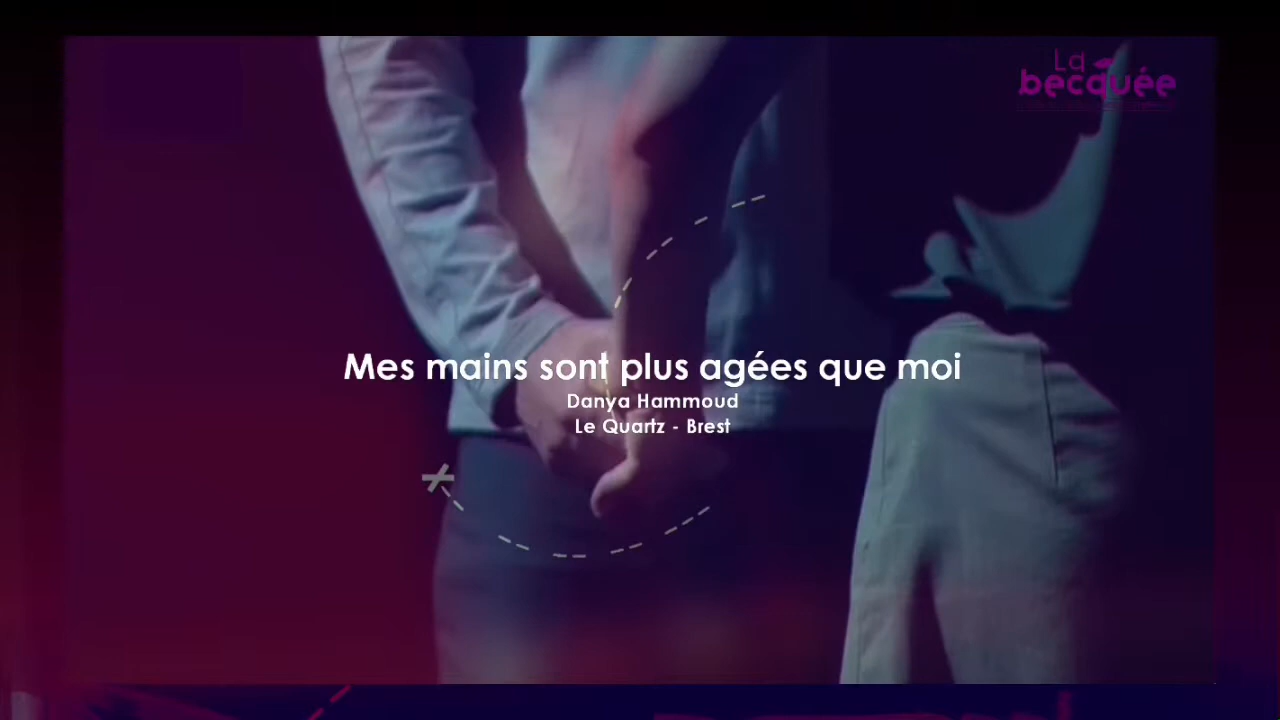 La
becquée
Mes mains sont plus agées que moi
Danya Hammoud
Le Quartz - Brest